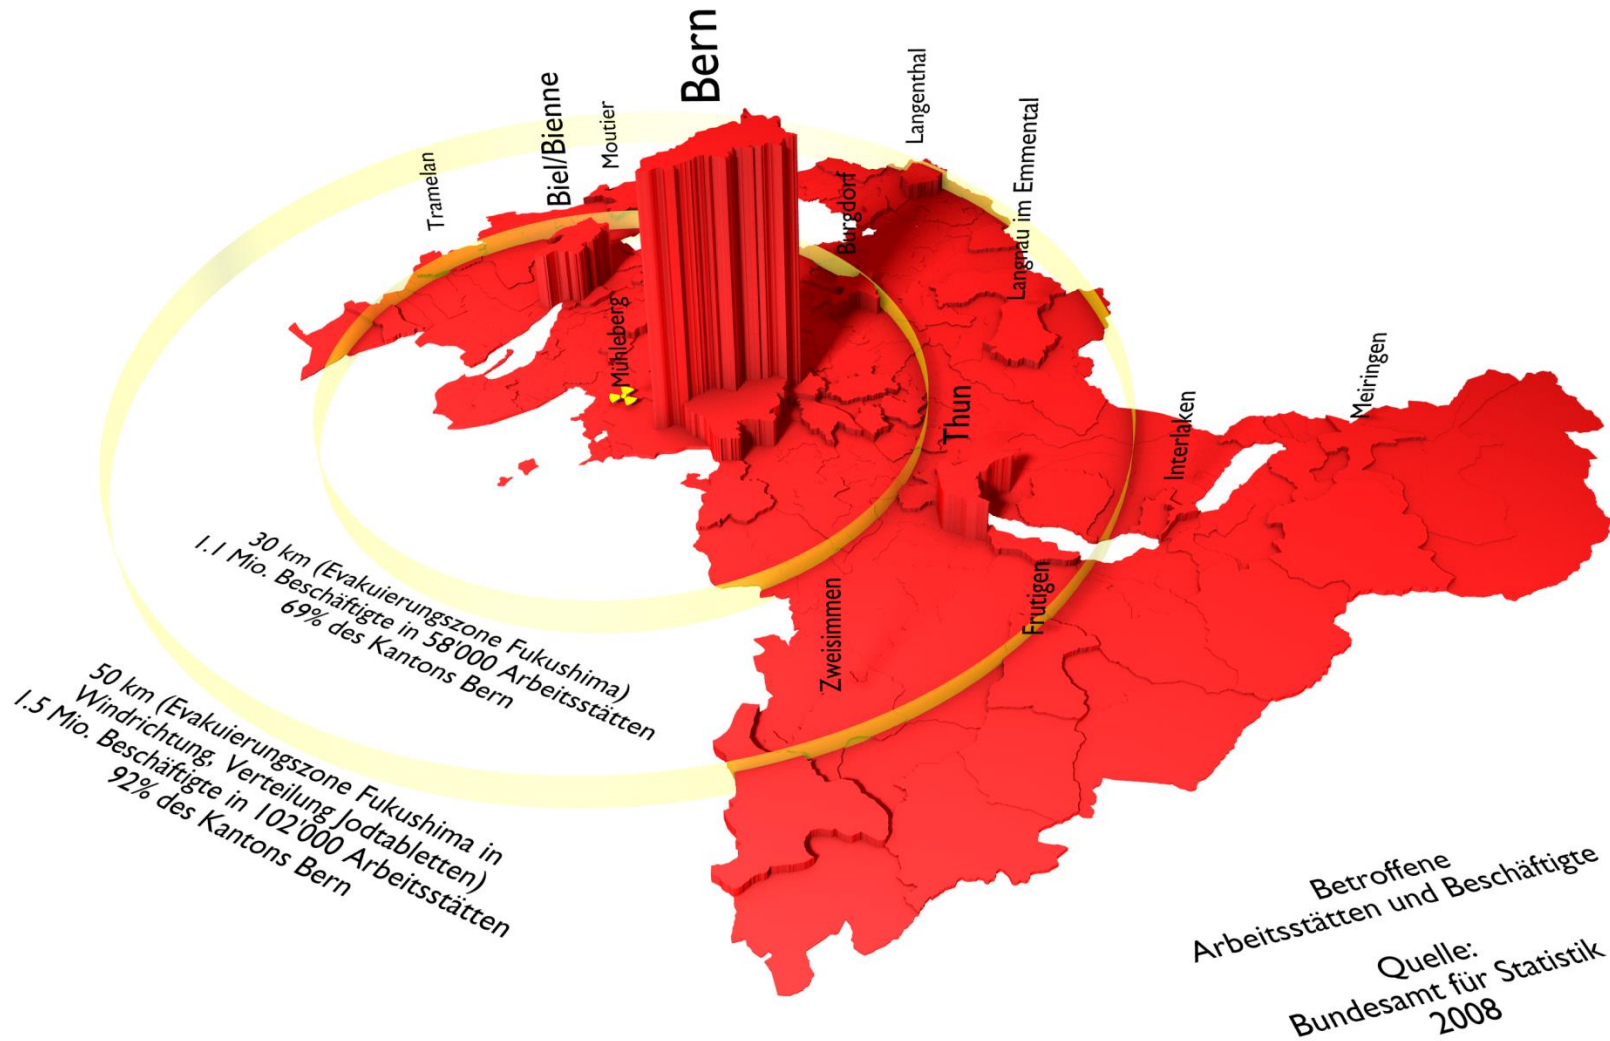 Bern
Langenthal
Biel/Bienne
Moutier
Langnau im Emmental
Tramelan
Burgdorf
Mühleberg
Meiringen
Thun
Interlaken
Frutigen
Zweisimmen
30 km (Evakuierungszone Fukushima)
1.1 Mio. Beschäftigte in 58'000 Arbeitsstätten
69% des Kantons Bern
50 km (Evakuierungszone Fukushima in
Windrichtung, Verteilung Jodtabletten)
1.5 Mio. Beschäftigte in 102'000 Arbeitsstätten
92% des Kantons Bern
Betroffene
Arbeitsstätten und Beschäftigte
Quelle:
Bundesamt für Statistik
2008